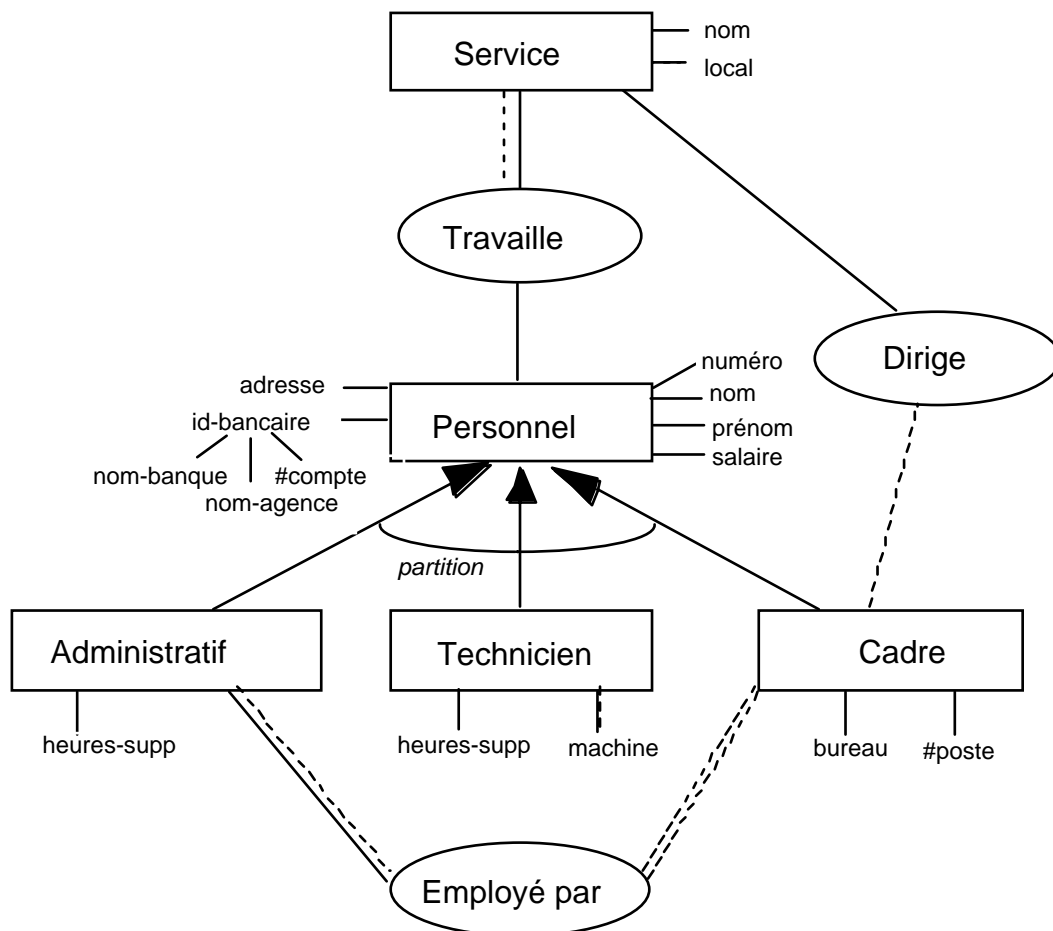 nom
Service
local
Travaille
Dirige
numéro
adresse
nom
id-bancaire
Personnel
prénom
salaire
nom-banque
#compte
nom-agence
partition
Administratif
Technicien
Cadre
heures-supp
heures-supp
machine
bureau
#poste
Employé par